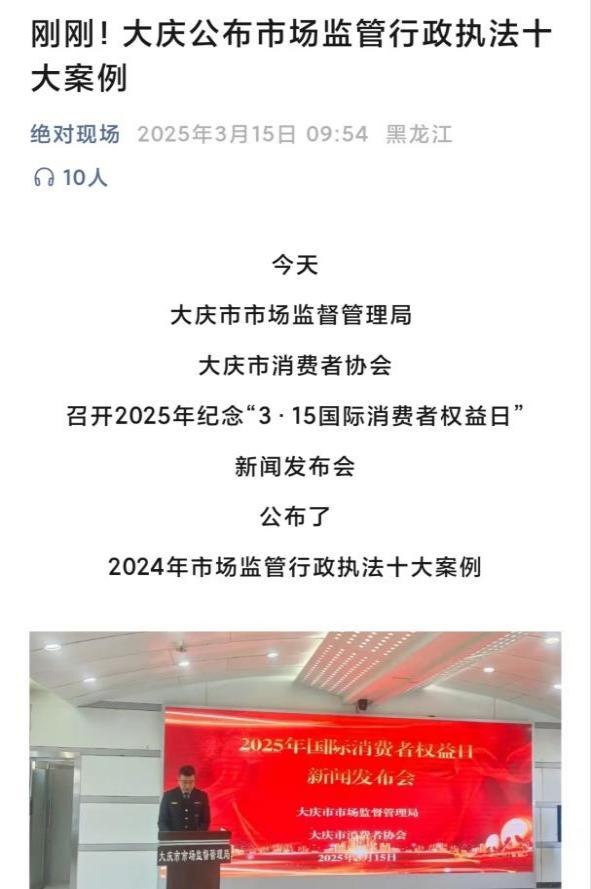 刚刚！大庆公布市场监管行政执法十
大案例
绝对现场 2025年3月15日 09:54 黑龙江
10人
今天
大庆市市场监督管理局
大庆市消费者协会
召开2025年纪念“3·15国际消费者权益日”
新闻发布会
公布了
2024年市场监管行政执法十大案例
2025年国际消费者权益日
新闻发布会
大庆市市场监督管理局
大庆市消费者协会
2025年3月15日
大庆市市场监督管理局